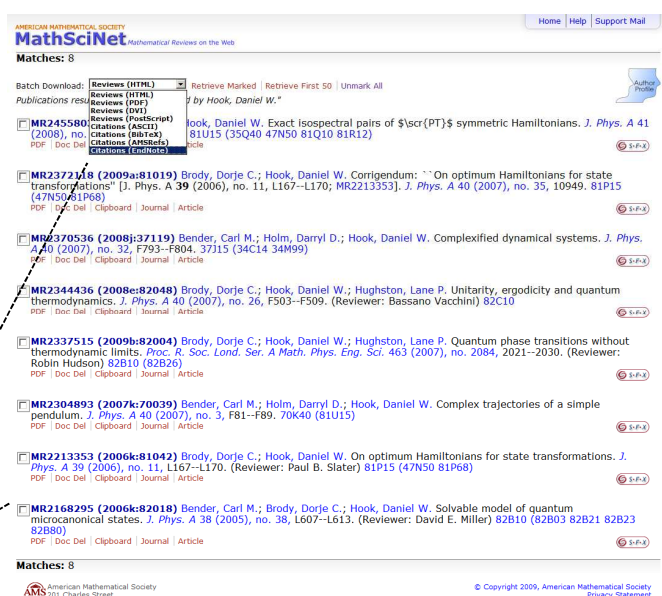 AMERICAN MATHEMATICAL SOCIETY
MathSciNet Mathematical Reviews on the Web
Home | Help | Support Mail
Matches: 8
Batch Download: Reviews (HTML) Retrieve Marked | Retrieve First 50 | Unmark All
Reviews (HTML)
Reviews (PDF)
Reviews (DVI)
Reviews (PostScript)
Citations (ASCII)
Citations (BibTeX)
Citations (AMSRefs)
Citations (EndNote)
Author Profile
Publications d by Hook, Daniel W."
Hook, Daniel W. Exact isospectral pairs of $\scr{PT}$ symmetric Hamiltonians. J. Phys. A 41
(2008), no. 81U15 (35Q40 47N50 81Q10 81R12)
PDF | Doc Del
S·F·X
MR2372118 (2009a:81019) Brody, Dorje C.; Hook, Daniel W. Corrigendum: ``On optimum Hamiltonians for state
transformations'' [J. Phys. A 39 (2006), no. 11, L167--L170; MR2213353]. J. Phys. A 40 (2007), no. 35, 10949. 81P15
(47N50 81P68)
PDF | Doc Del | Clipboard | Journal | Article
S·F·X
MR2370536 (2008j:37119) Bender, Carl M.; Holm, Darryl D.; Hook, Daniel W. Complexified dynamical systems. J. Phys.
A 40 (2007), no. 32, F793--F804. 37J15 (34C14 34M99)
PDF | Doc Del | Clipboard | Journal | Article
S·F·X
MR2344436 (2008e:82048) Brody, Dorje C.; Hook, Daniel W.; Hughston, Lane P. Unitarity, ergodicity and quantum
thermodynamics. J. Phys. A 40 (2007), no. 26, F503--F509. (Reviewer: Bassano Vacchini) 82C10
PDF | Doc Del | Clipboard | Journal | Article
S·F·X
MR2337515 (2009b:82004) Brody, Dorje C.; Hook, Daniel W.; Hughston, Lane P. Quantum phase transitions without
thermodynamic limits. Proc. R. Soc. Lond. Ser. A Math. Phys. Eng. Sci. 463 (2007), no. 2084, 2021--2030. (Reviewer:
Robin Hudson) 82B10 (82B26)
PDF | Doc Del | Clipboard | Journal | Article
S·F·X
MR2304893 (2007k:70039) Bender, Carl M.; Holm, Darryl D.; Hook, Daniel W. Complex trajectories of a simple
pendulum. J. Phys. A 40 (2007), no. 3, F81--F89. 70K40 (81U15)
PDF | Doc Del | Clipboard | Journal | Article
S·F·X
MR2213353 (2006k:81042) Brody, Dorje C.; Hook, Daniel W. On optimum Hamiltonians for state transformations. J.
Phys. A 39 (2006), no. 11, L167--L170. (Reviewer: Paul B. Slater) 81P15 (47N50 81P68)
PDF | Doc Del | Clipboard | Journal | Article
S·F·X
MR2168295 (2006k:82018) Bender, Carl M.; Brody, Dorje C.; Hook, Daniel W. Solvable model of quantum
microcanonical states. J. Phys. A 38 (2005), no. 38, L607--L613. (Reviewer: David E. Miller) 82B10 (82B03 82B21 82B23
82B80)
PDF | Doc Del | Clipboard | Journal | Article
S·F·X
Matches: 8
AMS American Mathematical Society
201 Charles Street
© Copyright 2009, American Mathematical Society
Privacy Statement